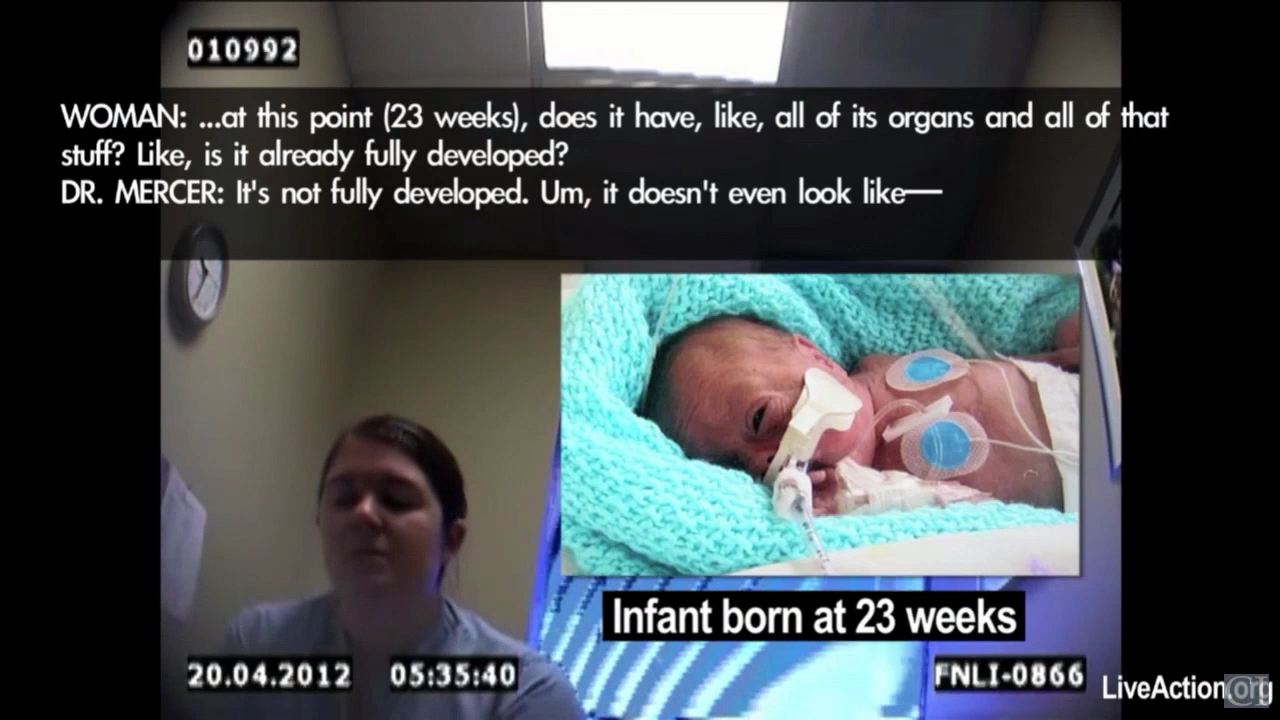 010992
WOMAN: ...at this point (23 weeks), does it have, like, all of its organs and all of that
stuff? Like, is it already fully developed?
DR. MERCER: It's not fully developed. Um, it doesn't even look like—
Infant born at 23 weeks
20.04.2012 05:35:40 FNLI-0866
LiveAction.org